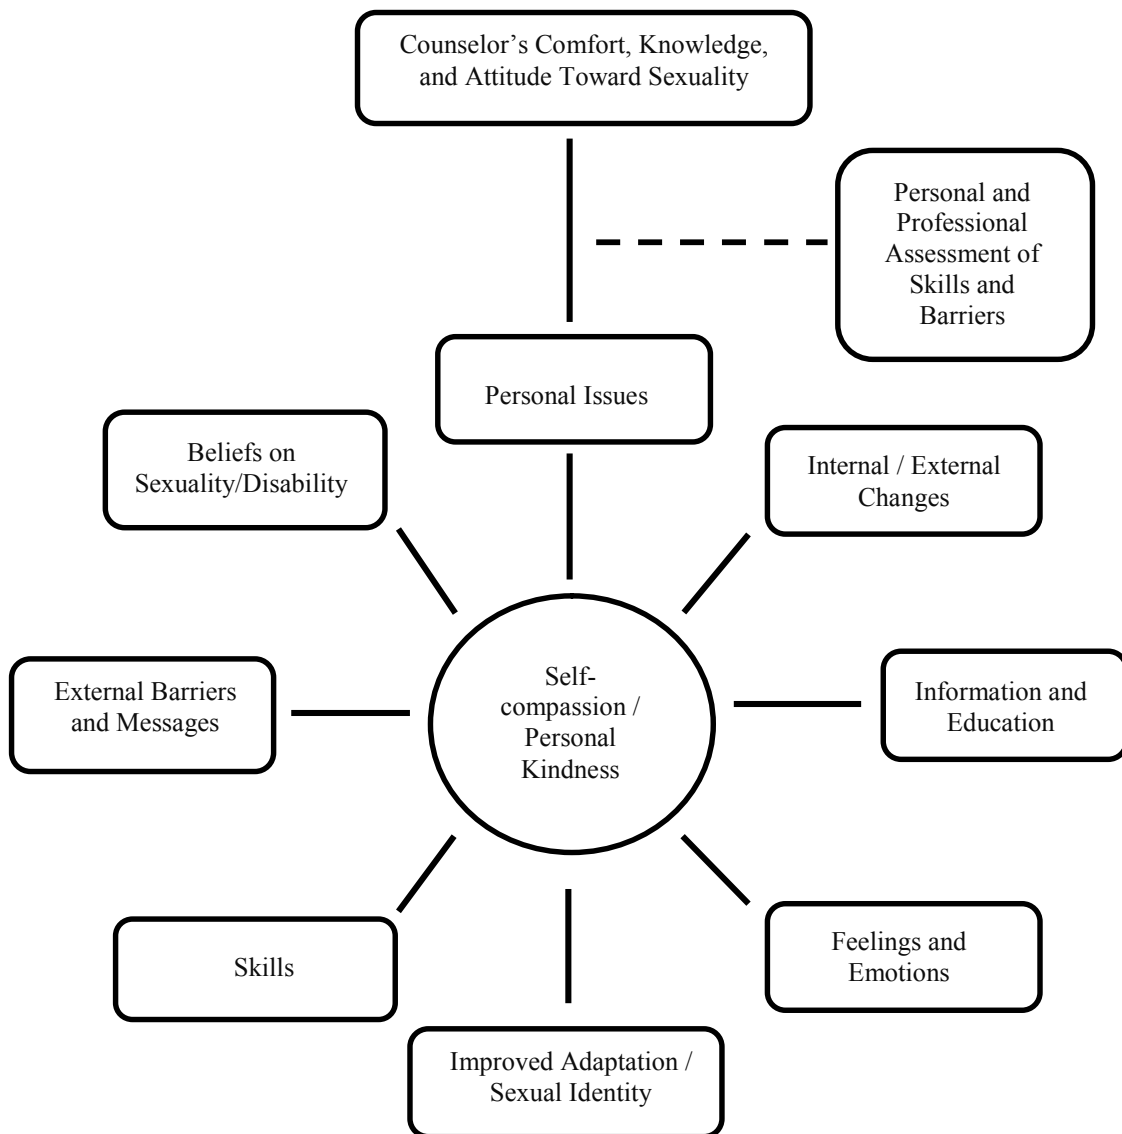 Counselor’s Comfort, Knowledge,
and Attitude Toward Sexuality
Personal and
Professional
Assessment of
Skills and
Barriers
Personal Issues
Beliefs on
Sexuality/Disability
Internal / External
Changes
Self-
compassion /
Personal
Kindness
External Barriers
and Messages
Information and
Education
Skills
Feelings and
Emotions
Improved Adaptation /
Sexual Identity